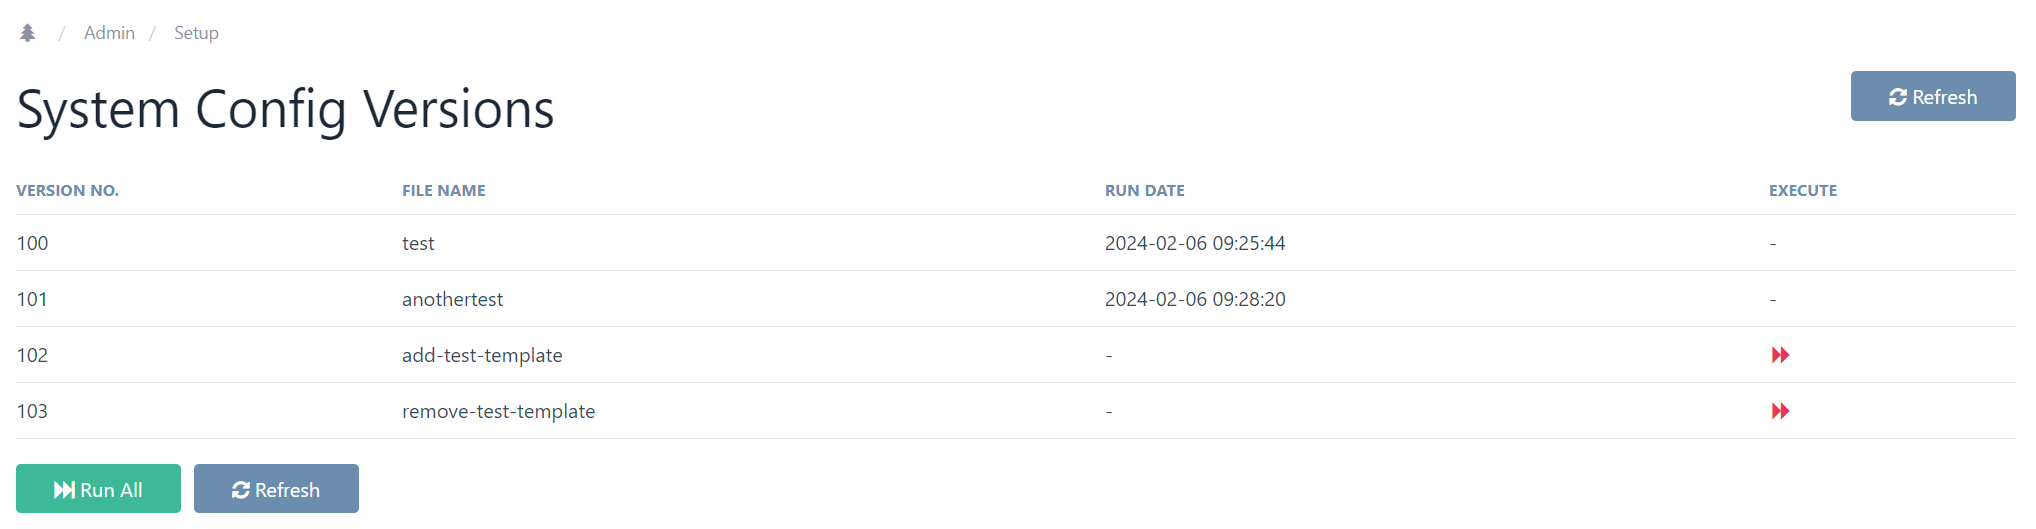 / Admin / Setup
System Config Versions
Refresh
VERSION NO. FILE NAME RUN DATE EXECUTE
100 test 2024-02-06 09:25:44 -
101 anothertest 2024-02-06 09:28:20 -
102 add-test-template -
103 remove-test-template -
Run All Refresh